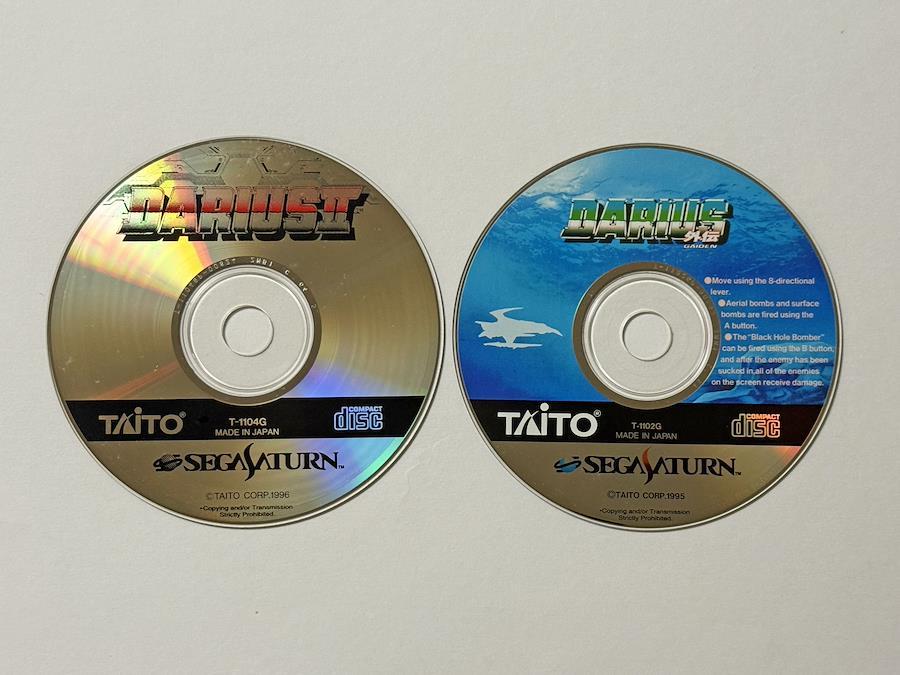 DARIUS II
TAITO®
T-1104G
MADE IN JAPAN
COMPACT
disc
SEGA SATURN™
©TAITO CORP.1996
•Copying and/or Transmission
Strictly Prohibited.
DARIUS
外伝
GAIDEN
●Move using the 8-directional
lever.
●Aerial bombs and surface
bombs are fired using the
A button.
●The "Black Hole Bomber"
can be fired using the B button,
and after the enemy has been
sucked in,all of the enemies
on the screen receive damage.
TAITO®
T-1102G
MADE IN JAPAN
COMPACT
disc
SEGA SATURN™
©TAITO CORP.1995
•Copying and/or Transmission
Strictly Prohibited.